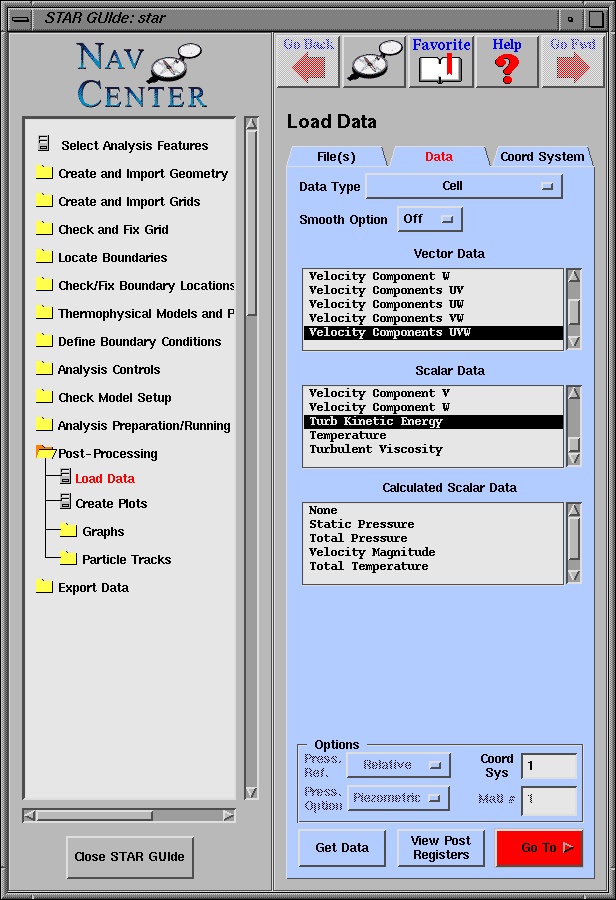 STAR GUIde: star
NAV
CENTER
Select Analysis Features
Create and Import Geometry
Create and Import Grids
Check and Fix Grid
Locate Boundaries
Check/Fix Boundary Locations
Thermophysical Models and P
Define Boundary Conditions
Analysis Controls
Check Model Setup
Analysis Preparation/Running
Post-Processing
Load Data
Create Plots
Graphs
Particle Tracks
Export Data
Close STAR GUIde
Go Back
Favorite
Help
Go Fwd
Load Data
File(s)
Data
Coord System
Data Type
Cell
Smooth Option
Off
Vector Data
Velocity Component W
Velocity Components UV
Velocity Components UW
Velocity Components VW
Velocity Components UVW
Scalar Data
Velocity Component V
Velocity Component W
Turb Kinetic Energy
Temperature
Turbulent Viscosity
Calculated Scalar Data
None
Static Pressure
Total Pressure
Velocity Magnitude
Total Temperature
Options
Press.
Ref.
Relative
Coord
Sys
1
Press.
Option
Piezometric
Matl #
1
Get Data
View Post
Registers
Go To